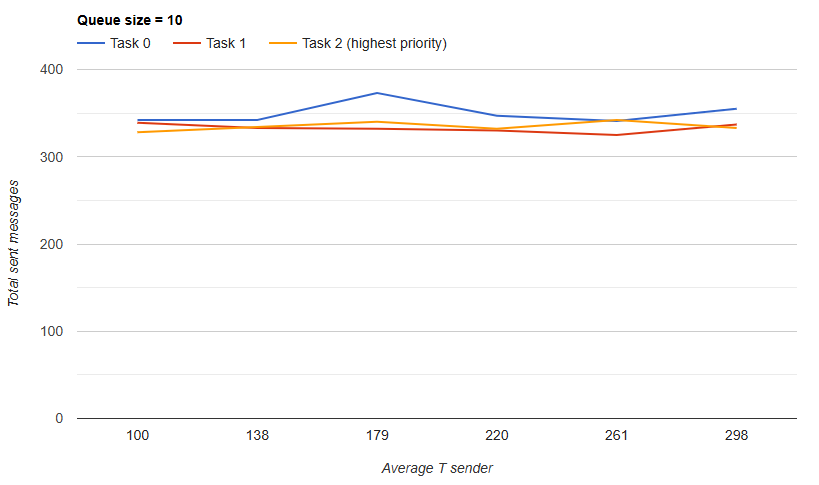 Queue size = 10
Task 0 Task 1 Task 2 (highest priority)
400
300
200
100
0
Total sent messages
100 138 179 220 261 298
Average T sender